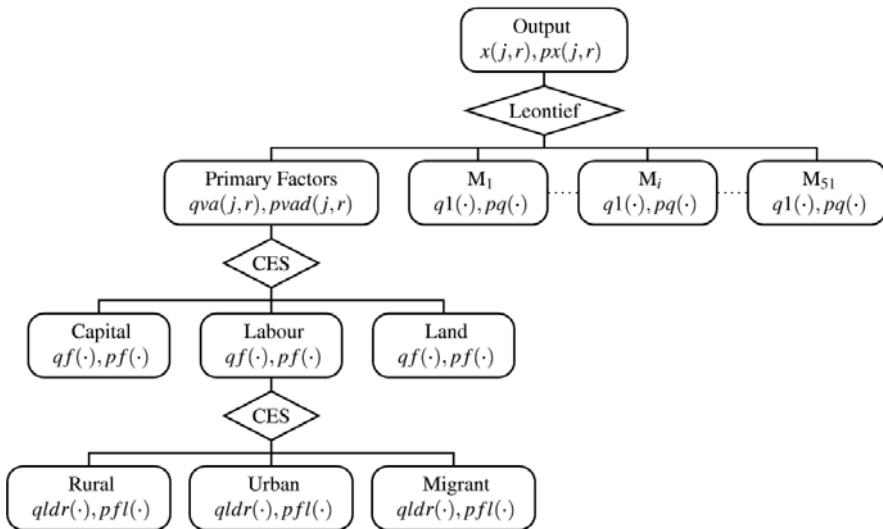 Output
x(j,r), px(j,r)
Leontief
Primary Factors
qva(j,r), pvad(j,r)
M₁
q1(·), pq(·)
Mᵢ
q1(·), pq(·)
M₅₁
q1(·), pq(·)
CES
Capital
qf(·), pf(·)
Labour
qf(·), pf(·)
Land
qf(·), pf(·)
CES
Rural
qldr(·), pfl(·)
Urban
qldr(·), pfl(·)
Migrant
qldr(·), pfl(·)